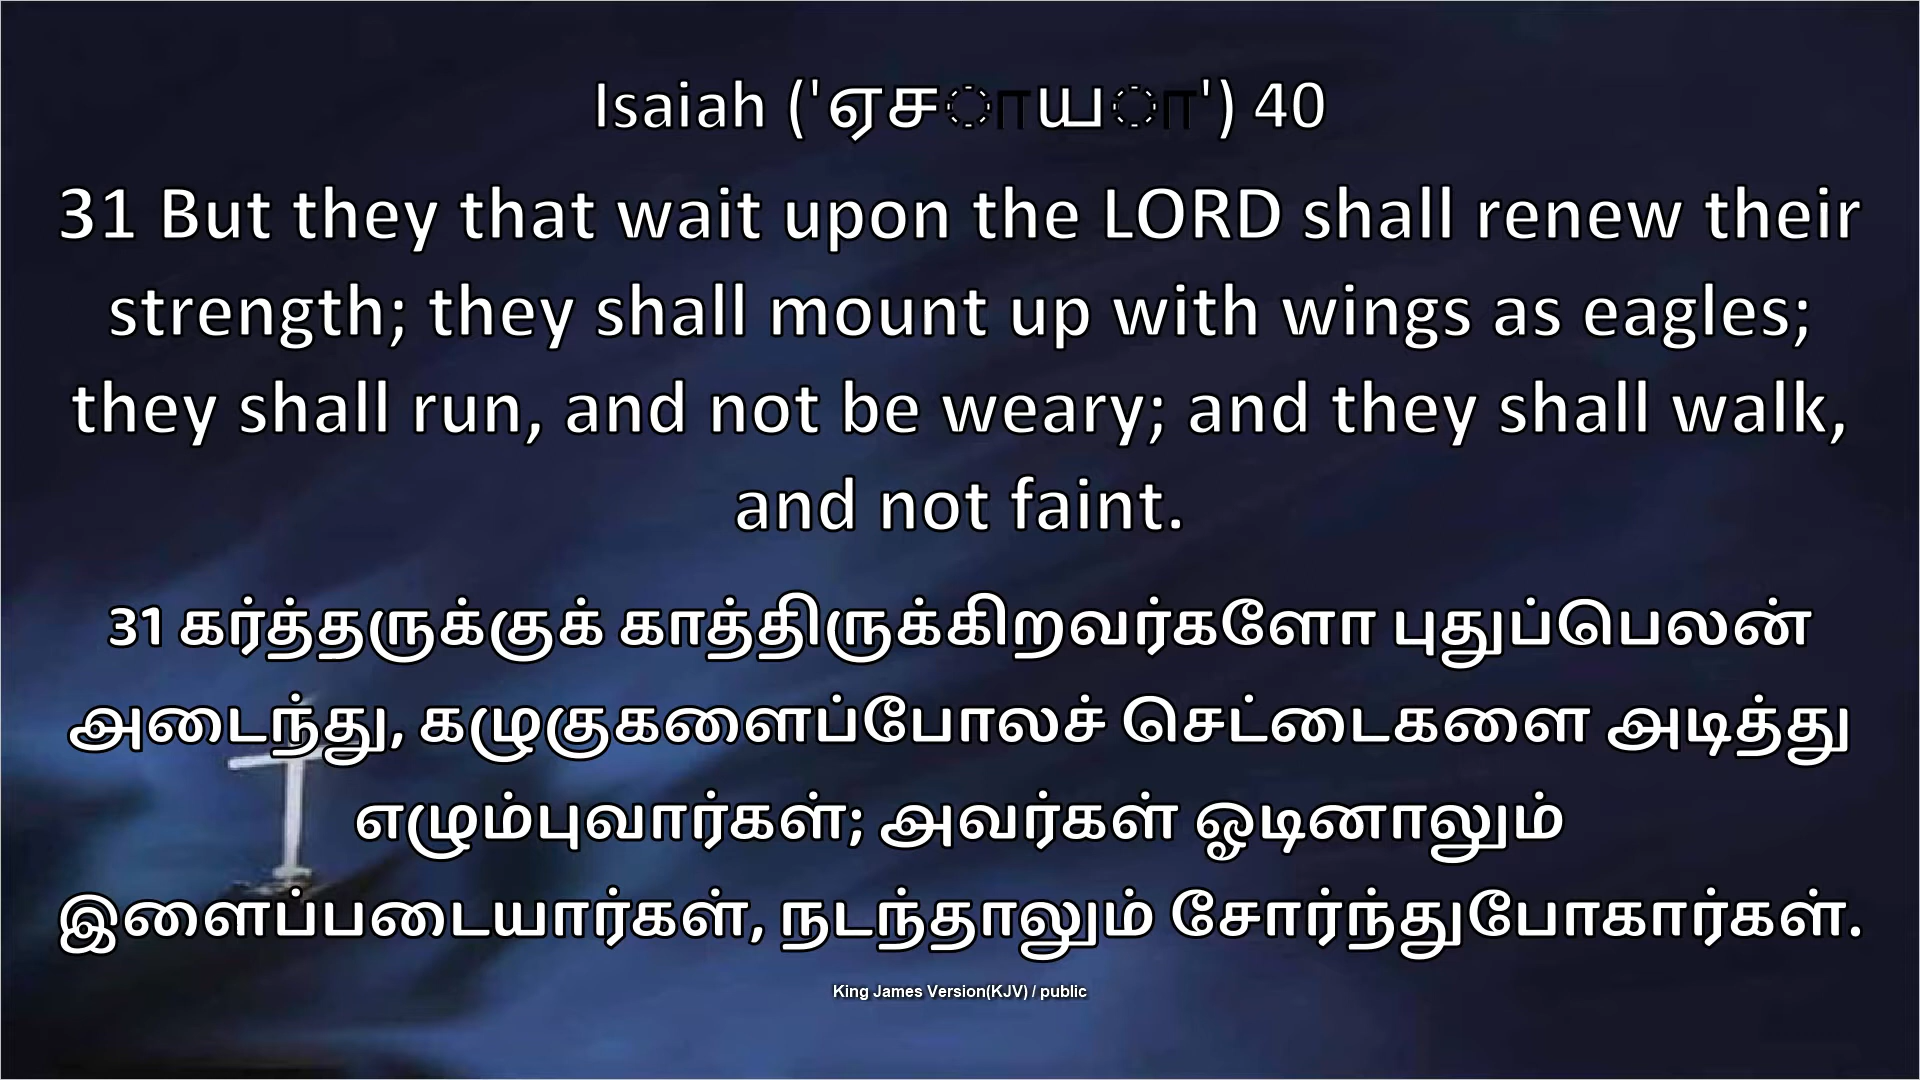 Isaiah ('ஏசாயா') 40
31 But they that wait upon the LORD shall renew their
strength; they shall mount up with wings as eagles;
they shall run, and not be weary; and they shall walk,
and not faint.
31 கர்த்தருக்குக் காத்திருக்கிறவர்களோ புதுப்பெலன்
அடைந்து, கழுகுகளைப்போலச் செட்டைகளை அடித்து
எழும்புவார்கள்; அவர்கள் ஓடினாலும்
இளைப்படையார்கள், நடந்தாலும் சோர்ந்துபோகார்கள்.
King James Version(KJV) / public